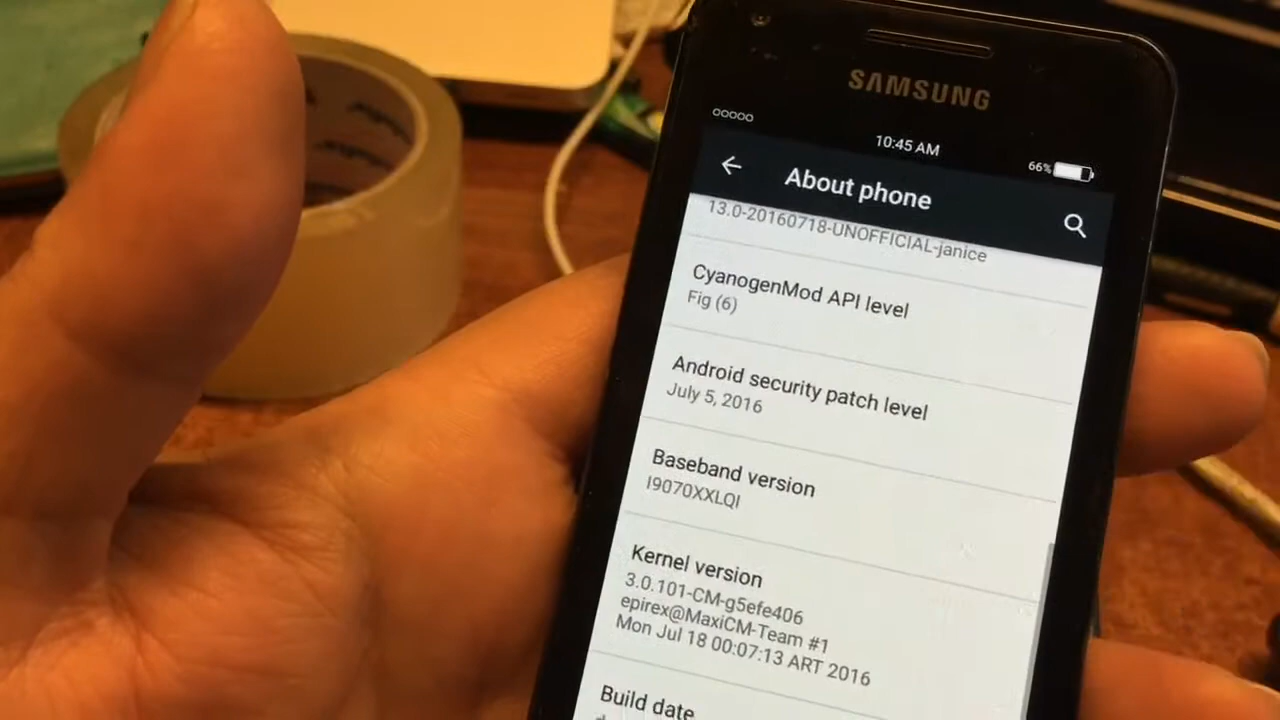 SAMSUNG
10:45 AM
66%
About phone
13.0-20160718-UNOFFICIAL-janice
CyanogenMod API level
Fig (6)
Android security patch level
July 5, 2016
Baseband version
I9070XXLQI
Kernel version
3.0.101-CM-g5efe406
epirex@MaxiCM-Team #1
Mon Jul 18 00:07:13 ART 2016
Build date